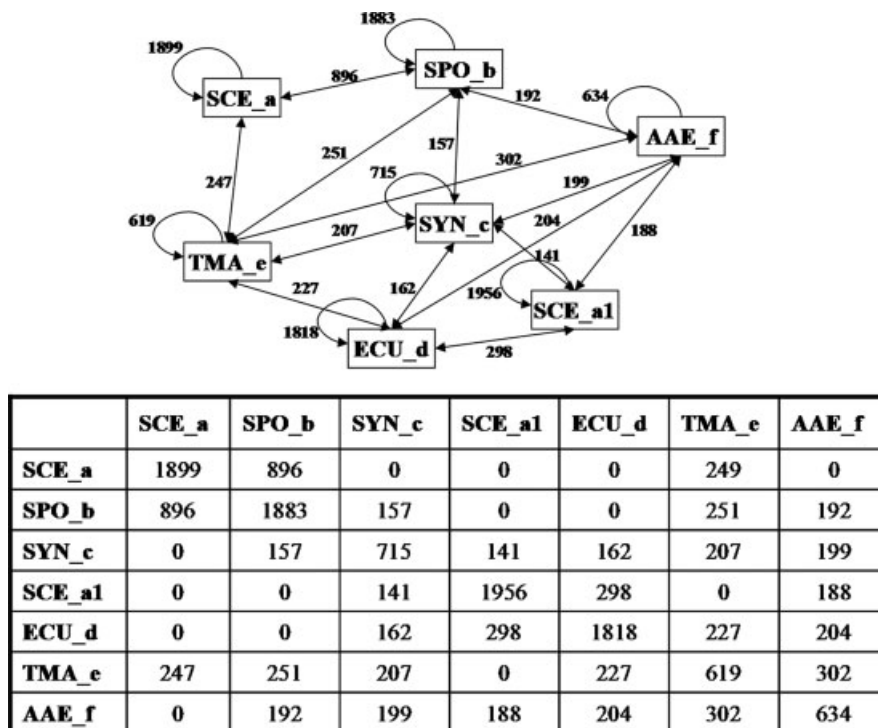 1883
1899
SPO_b
896
SCE_a
192
634
AAE_f
251
157
302
247
715
199
619
SYN_c
204
188
207
TMA_e
141
227
162
1956
SCE_a1
1818
ECU_d
298
SCE_a SPO_b SYN_c SCE_a1 ECU_d TMA_e AAE_f
SCE_a 1899 896 0 0 0 249 0
SPO_b 896 1883 157 0 0 251 192
SYN_c 0 157 715 141 162 207 199
SCE_a1 0 0 141 1956 298 0 188
ECU_d 0 0 162 298 1818 227 204
TMA_e 247 251 207 0 227 619 302
AAE_f 0 192 199 188 204 302 634